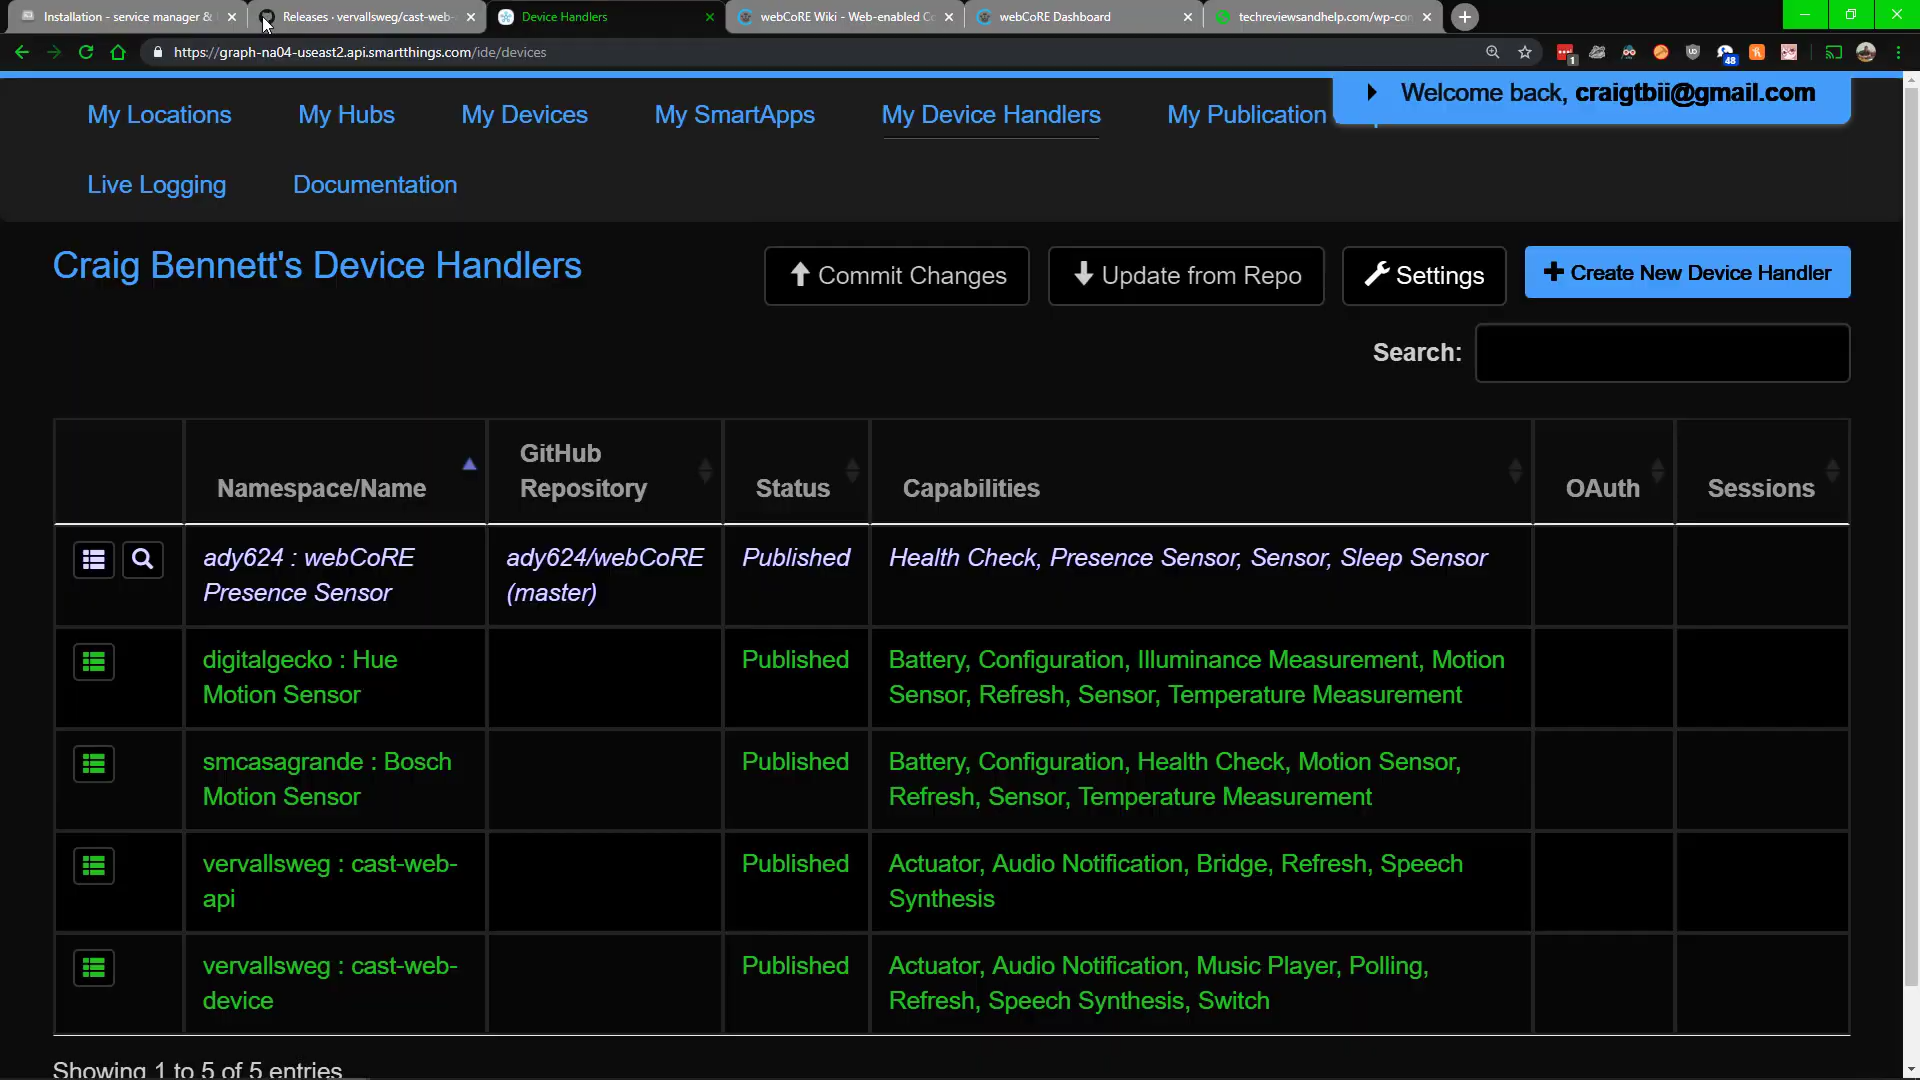 Installation - service manager &
Releases · vervallsweg/cast-web-
Device Handlers
webCoRE Wiki - Web-enabled Co
webCoRE Dashboard
techreviewsandhelp.com/wp-con
https://graph-na04-useast2.api.smartthings.com/ide/devices
1
48
My Locations
My Hubs
My Devices
My SmartApps
My Device Handlers
My Publication
Welcome back, craigtbii@gmail.com
Live Logging
Documentation
Craig Bennett's Device Handlers
Commit Changes
Update from Repo
Settings
Create New Device Handler
Search:
Namespace/Name
GitHub
Repository
Status
Capabilities
OAuth
Sessions
ady624 : webCoRE
Presence Sensor
ady624/webCoRE
(master)
Published
Health Check, Presence Sensor, Sensor, Sleep Sensor
digitalgecko : Hue
Motion Sensor
Published
Battery, Configuration, Illuminance Measurement, Motion
Sensor, Refresh, Sensor, Temperature Measurement
smcasagrande : Bosch
Motion Sensor
Published
Battery, Configuration, Health Check, Motion Sensor,
Refresh, Sensor, Temperature Measurement
vervallsweg : cast-web-
api
Published
Actuator, Audio Notification, Bridge, Refresh, Speech
Synthesis
vervallsweg : cast-web-
device
Published
Actuator, Audio Notification, Music Player, Polling,
Refresh, Speech Synthesis, Switch
Showing 1 to 5 of 5 entries